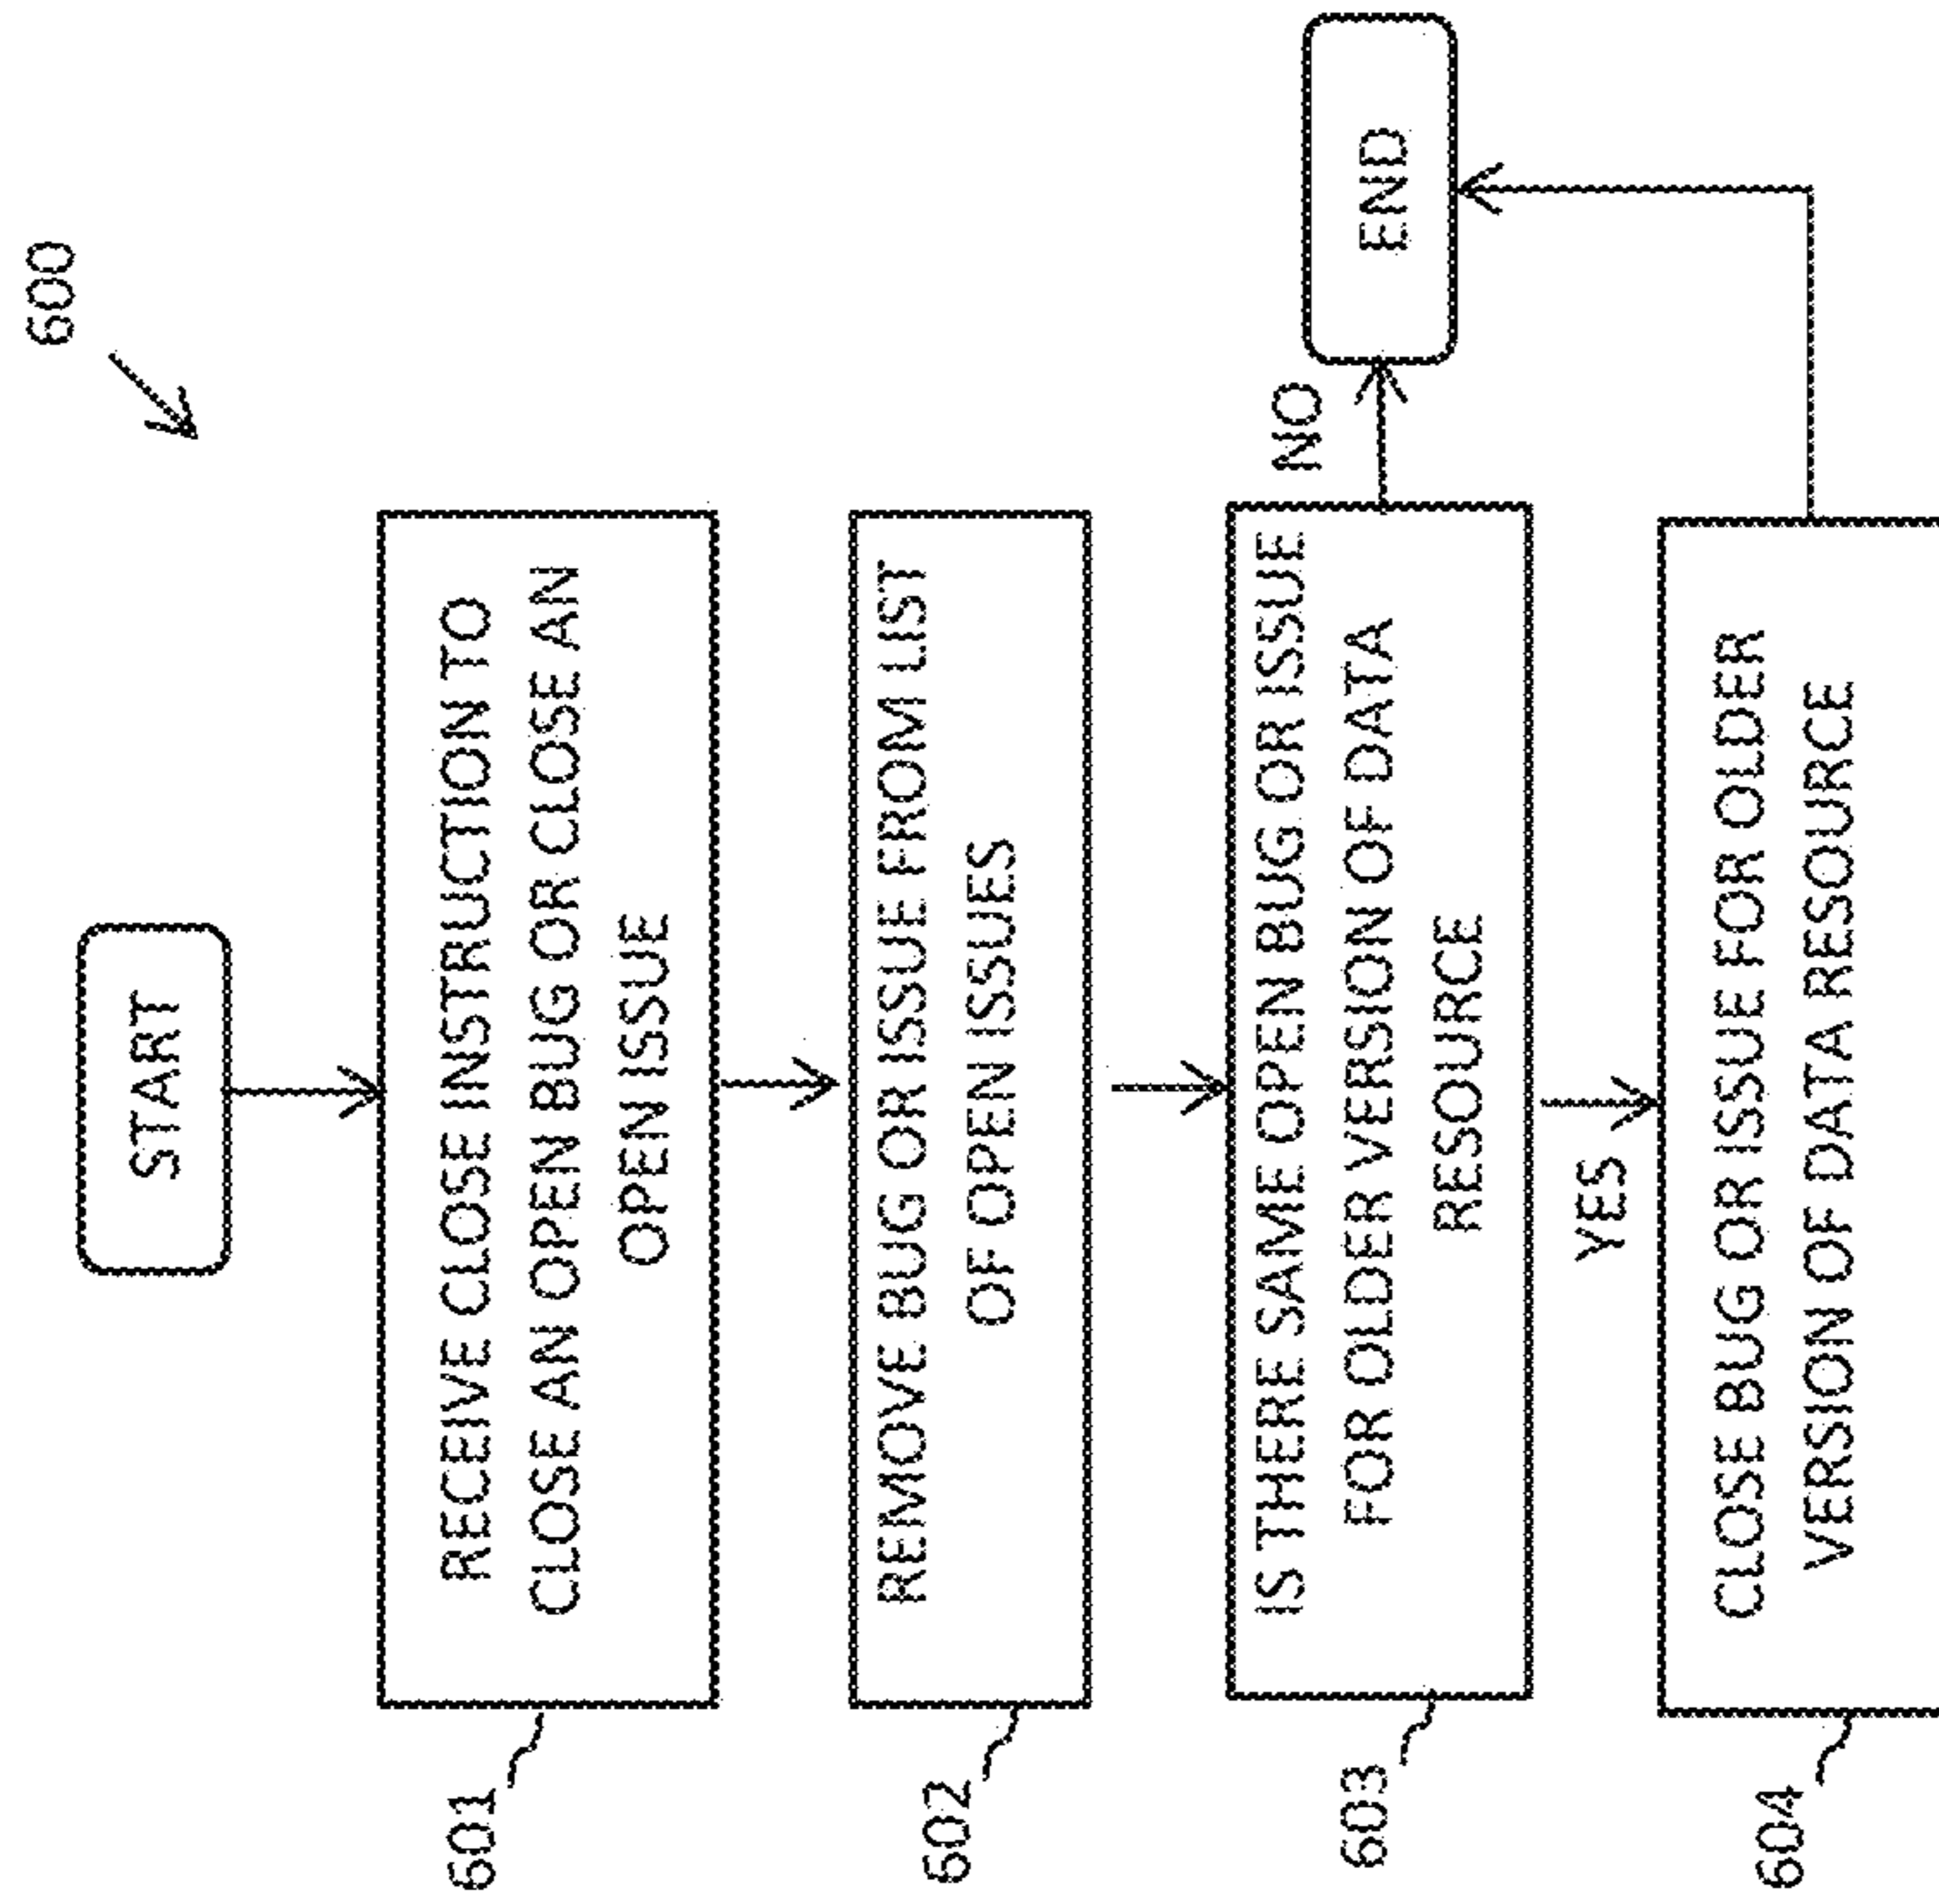 600
START
601
RECEIVE CLOSE INSTRUCTION TO
CLOSE AN OPEN BUG OR CLOSE AN
OPEN ISSUE
602
REMOVE BUG OR ISSUE FROM LIST
OF OPEN ISSUES
603
IS THERE SAME OPEN BUG OR ISSUE
FOR OLDER VERSION OF DATA
RESOURCE
NO
END
YES
604
CLOSE BUG OR ISSUE FOR OLDER
VERSION OF DATA RESOURCE